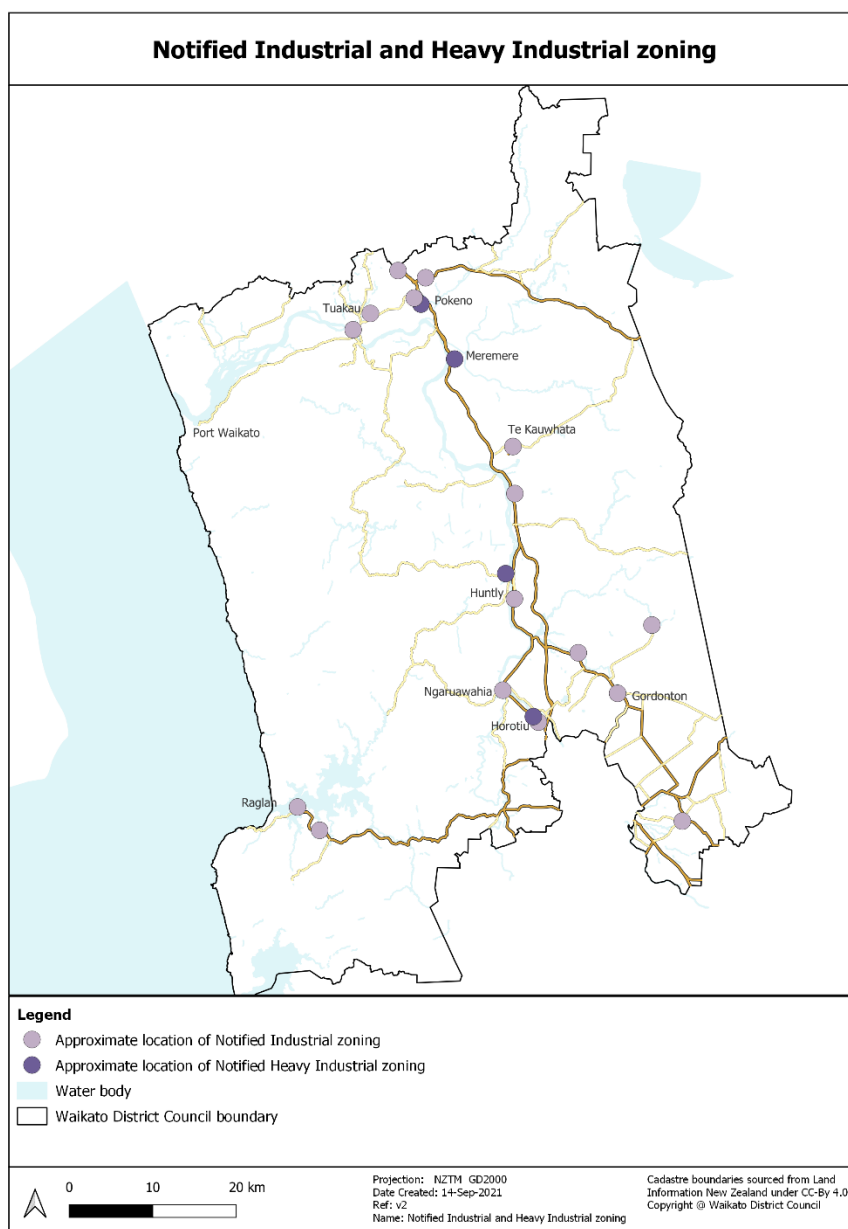 Notified Industrial and Heavy Industrial zoning
Pokeno
Tuakau
Meremere
Te Kauwhata
Port Waikato
Huntly
Ngaruawahia
Gordonton
Horotiu
Raglan
Legend
Approximate location of Notified Industrial zoning
Approximate location of Notified Heavy Industrial zoning
Water body
Waikato District Council boundary
0 10 20 km
Projection: NZTM GD2000
Date Created: 14-Sep-2021
Ref: v2
Name: Notified Industrial and Heavy Industrial zoning
Cadastre boundaries sourced from Land
Information New Zealand under CC-By 4.0
Copyright @ Waikato District Council